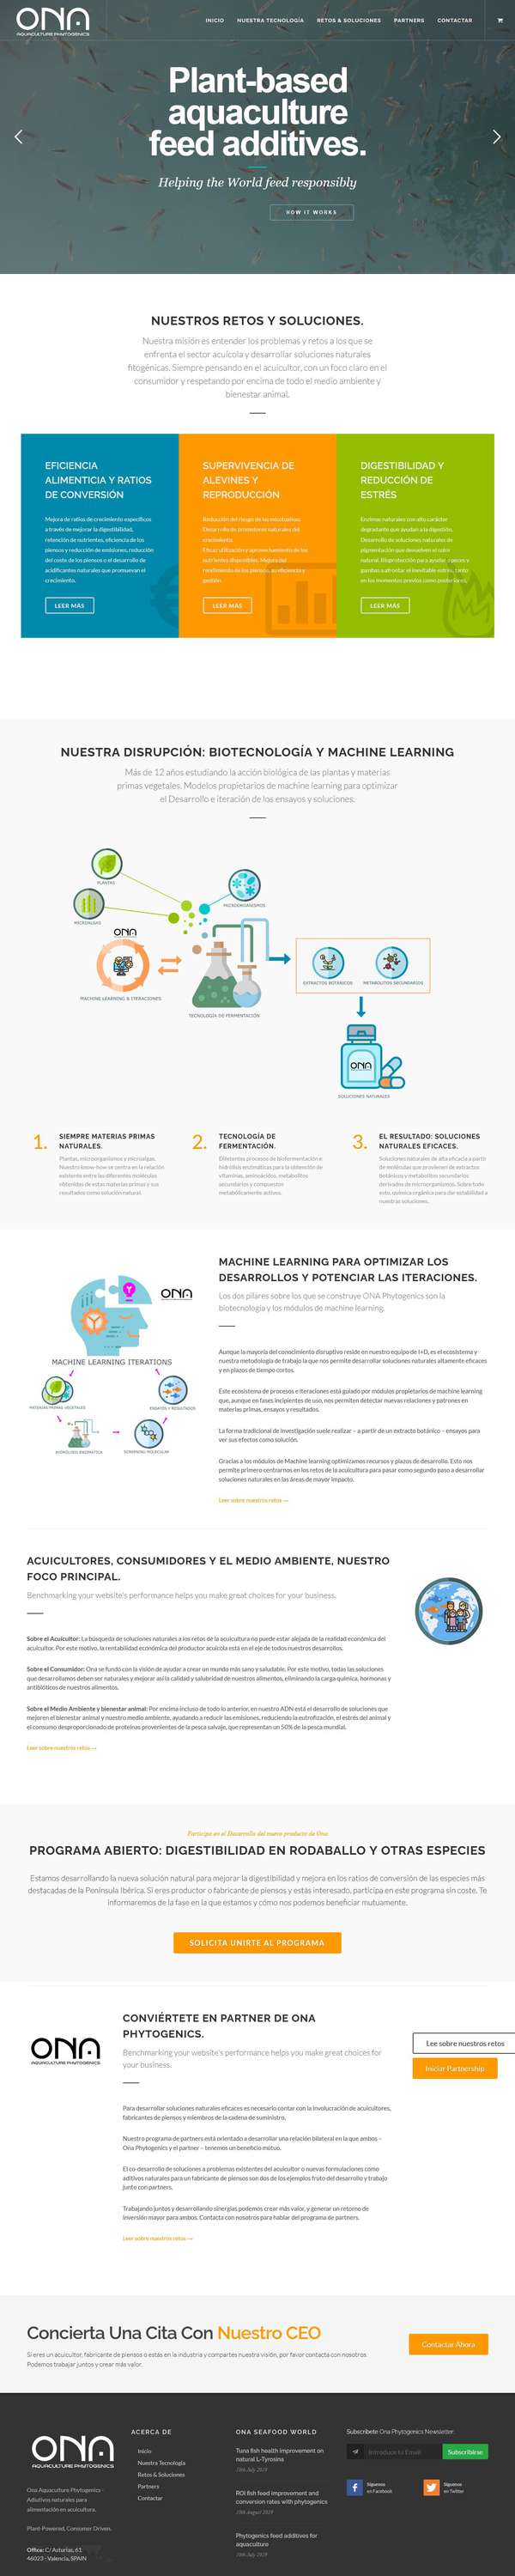 ONA
AQUACULTURE PHYTOGENICS
INICIO NUESTRA TECNOLOGÍA RETOS & SOLUCIONES PARTNERS CONTACTAR
Plant-based
aquaculture
feed additives.
Helping the World feed responsibly
HOW IT WORKS
NUESTROS RETOS Y SOLUCIONES.
Nuestra misión es entender los problemas y retos a los que se
enfrenta el sector acuícola y desarrollar soluciones naturales
fitogénicas. Siempre pensando en el acuicultor, con un foco claro en el
consumidor y respetando por encima de todo el medio ambiente y
bienestar animal.
EFICIENCIA
ALIMENTICIA Y RATIOS
DE CONVERSIÓN
Mejora de ratios de crecimiento específicos
a través de mejorar la digestibilidad,
retención de nutrientes, eficiencia de los
piensos y reducción de emisiones, reducción
del coste de los piensos o el desarrollo de
acidificantes naturales que promuevan el
crecimiento.
LEER MÁS
SUPERVIVENCIA DE
ALEVINES Y
REPRODUCCIÓN
Reducción del riesgo de las micotoxinas.
Desarrollo de promotores naturales del
crecimiento.
Eficaz utilización y aprovechamiento de los
nutrientes disponibles. Mejora del
rendimiento de los piensos, su eficiencia y
gestión.
LEER MÁS
DIGESTIBILIDAD Y
REDUCCIÓN DE
ESTRÉS
Enzimas naturales con alto carácter
degradante que ayudan a la digestión.
Desarrollo de soluciones naturales de
pigmentación que devuelven el color
natural. Bioprotección para ayudar a peces y
gambas a afrontar el inevitable estrés, tanto
en los momentos previos como posteriores.
LEER MÁS
NUESTRA DISRUPCIÓN: BIOTECNOLOGÍA Y MACHINE LEARNING
Más de 12 años estudiando la acción biológica de las plantas y materias
primas vegetales. Modelos propietarios de machine learning para optimizar
el Desarrollo e iteración de los ensayos y soluciones.
PLANTAS
MICROALGAS
MICROORGANISMOS
ONA
MACHINE LEARNING & ITERACIONES
TECNOLOGÍA DE FERMENTACIÓN
EXTRACTOS BOTÁNICOS METABOLITOS SECUNDARIOS
ONA
SOLUCIONES NATURALES
1. SIEMPRE MATERIAS PRIMAS
NATURALES.
Plantas, microorganismos y microalgas.
Nuestro know-how se centra en la relación
existente entre las diferentes moléculas
obtenidas de estas materias primas y sus
resultados como solución natural.
2. TECNOLOGÍA DE
FERMENTACIÓN.
Diferentes procesos de biofermentación e
hidrólisis enzimáticas para la obtención de
vitaminas, aminoácidos, metabolitos
secundarios y compuestos
metabólicamente activos.
3. EL RESULTADO: SOLUCIONES
NATURALES EFICACES.
Soluciones naturales de alta eficacia a partir
de moléculas que provienen de extractos
botánicos y metabolitos secundarios
derivados de microorganismos. Sobre todo
esto, química orgánica para dar estabilidad a
nuestras soluciones.
ONA
MACHINE LEARNING ITERATIONS
MATERIAS PRIMAS VEGETALES
ENSAYOS Y RESULTADOS
HIDRÓLISIS ENZIMÁTICA
SCREENING MOLECULAR
MACHINE LEARNING PARA OPTIMIZAR LOS
DESARROLLOS Y POTENCIAR LAS ITERACIONES.
Los dos pilares sobre los que se construye ONA Phytogenics son la
biotecnología y los módulos de machine learning.
Aunque la mayoría del conocimiento disruptivo reside en nuestro equipo de I+D, es el ecosistema y
nuestra metodología de trabajo la que nos permite desarrollar soluciones naturales altamente eficaces
y en plazos de tiempo cortos.
Este ecosistema de procesos e iteraciones está guiado por módulos propietarios de machine learning
que, aunque en fases incipientes de uso, nos permiten detectar nuevas relaciones y patrones en
materias primas, ensayos y resultados.
La forma tradicional de investigación suele realizar – a partir de un extracto botánico – ensayos para
ver sus efectos como solución.
Gracias a los módulos de Machine learning optimizamos recursos y plazos de desarrollo. Esto nos
permite primero centrarnos en los retos de la acuicultura para pasar como segundo paso a desarrollar
soluciones naturales en las áreas de mayor impacto.
Leer sobre nuestros retos →
ACUICULTORES, CONSUMIDORES Y EL MEDIO AMBIENTE, NUESTRO
FOCO PRINCIPAL.
Benchmarking your website's performance helps you make great choices for your business.
Sobre el Acuicultor: La búsqueda de soluciones naturales a los retos de la acuicultura no puede estar alejada de la realidad económica del
acuicultor. Por este motivo, la rentabilidad económica del productor acuícola está en el eje de todos nuestros desarrollos.
Sobre el Consumidor: Ona se fundó con la visión de ayudar a crear un mundo más sano y saludable. Por este motivo, todas las soluciones
que desarrollamos deben ser naturales y mejorar así la calidad y salubridad de nuestros alimentos, eliminando la carga química, hormonas y
antibióticos de nuestros alimentos.
Sobre el Medio Ambiente y bienestar animal: Por encima incluso de todo lo anterior, en nuestro ADN está el desarrollo de soluciones que
mejoren el bienestar animal y nuestro medio ambiente, ayudando a reducir las emisiones, reduciendo la eutrofización, el estrés del animal y
el consumo desproporcionado de proteínas provenientes de la pesca salvaje, que representan un 50% de la pesca mundial.
Leer sobre nuestros retos →
Participa en el Desarrollo del nuevo producto de Ona
PROGRAMA ABIERTO: DIGESTIBILIDAD EN RODABALLO Y OTRAS ESPECIES
Estamos desarrollando la nueva solución natural para mejorar la digestibilidad y mejora en los ratios de conversión de las especies más
destacadas de la Península Ibérica. Si eres productor o fabricante de piensos y estás interesado, participa en este programa sin coste. Te
informaremos de la fase en la que estamos y cómo nos podemos beneficiar mutuamente.
SOLICITA UNIRTE AL PROGRAMA
ONA
AQUACULTURE PHYTOGENICS
CONVIÉRTETE EN PARTNER DE ONA
PHYTOGENICS.
Benchmarking your website's performance helps you make great choices for
your business.
Lee sobre nuestros retos
Iniciar Partnership
Para desarrollar soluciones naturales eficaces es necesario contar con la involucración de acuicultores,
fabricantes de piensos y miembros de la cadena de suministro.
Nuestro programa de partners está orientado a desarrollar una relación bilateral en la que ambos –
Ona Phytogenics y el partner – tenemos un beneficio mútuo.
El co-desarrollo de soluciones a problemas existentes del acuicultor o nuevas formulaciones como
aditivos naturales para un fabricante de piensos son dos de los ejemplos fruto del desarrollo y trabajo
junto con partners.
Trabajando juntos y desarrollando sinergias podemos crear más valor, y generar un retorno de
inversión mayor para ambos. Contacta con nosotros para hablar del programa de partners.
Leer sobre nuestros retos →
Concierta Una Cita Con Nuestro CEO
Si eres un acuicultor, fabricante de piensos o estás en la industria y compartes nuestra visión, por favor contacta con nosotros.
Podemos trabajar juntos y crear más valor.
Contactar Ahora
ONA
AQUACULTURE PHYTOGENICS
Ona Aquaculture Phytogenics -
Aditivos naturales para
alimentación en acuicultura.
Plant-Powered, Consumer Driven.
Office: C/ Asturias, 61
46023 - Valencia, SPAIN
ACERCA DE
Inicio
Nuestra Tecnología
Retos & Soluciones
Partners
Contactar
ONA SEAFOOD WORLD
Tuna fish health improvement on
natural L-Tyrosina
10th July 2019
ROI fish feed improvement and
conversion rates with phytogenics
10th August 2019
Phytogenics feed additives for
aquaculture
10th July 2019
Subscríbete Ona Phytogenics Newsletter:
Introduce tu Email
Subscribirse
Síguenos
en Facebook
Síguenos
en Twitter